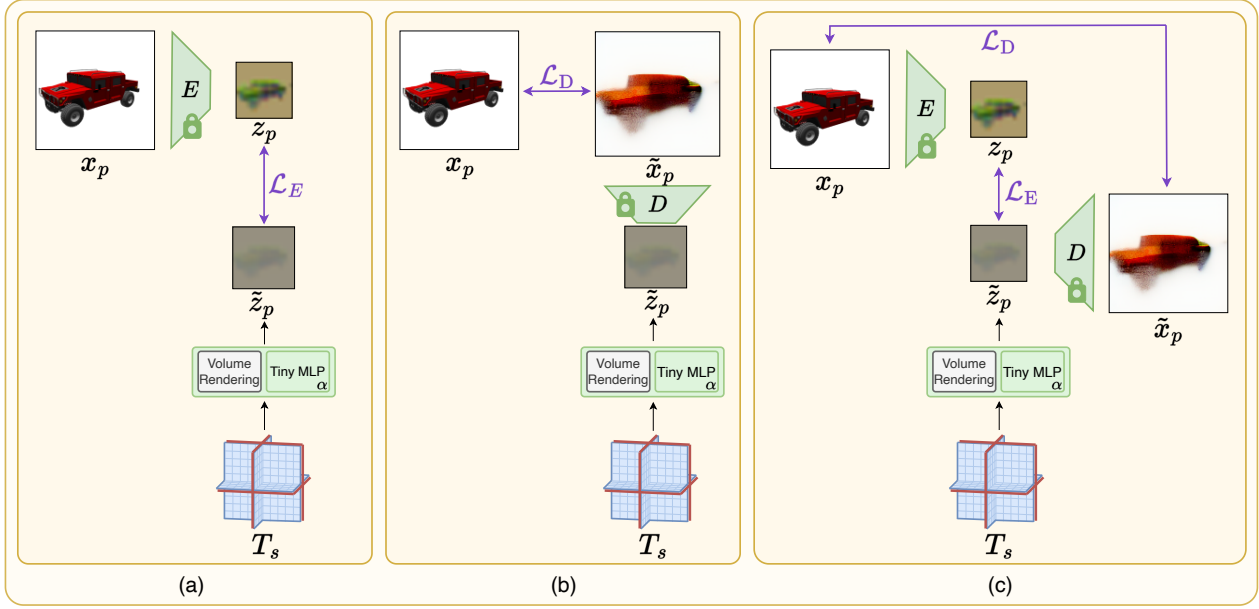 E
x_p
z_p
ℒ_E
z̃_p
Volume
Rendering
Tiny MLP
α
T_s
(a)
ℒ_D
x_p
x̃_p
D
z̃_p
Volume
Rendering
Tiny MLP
α
T_s
(b)
ℒ_D
E
x_p
z_p
ℒ_E
D
z̃_p
x̃_p
Volume
Rendering
Tiny MLP
α
T_s
(c)